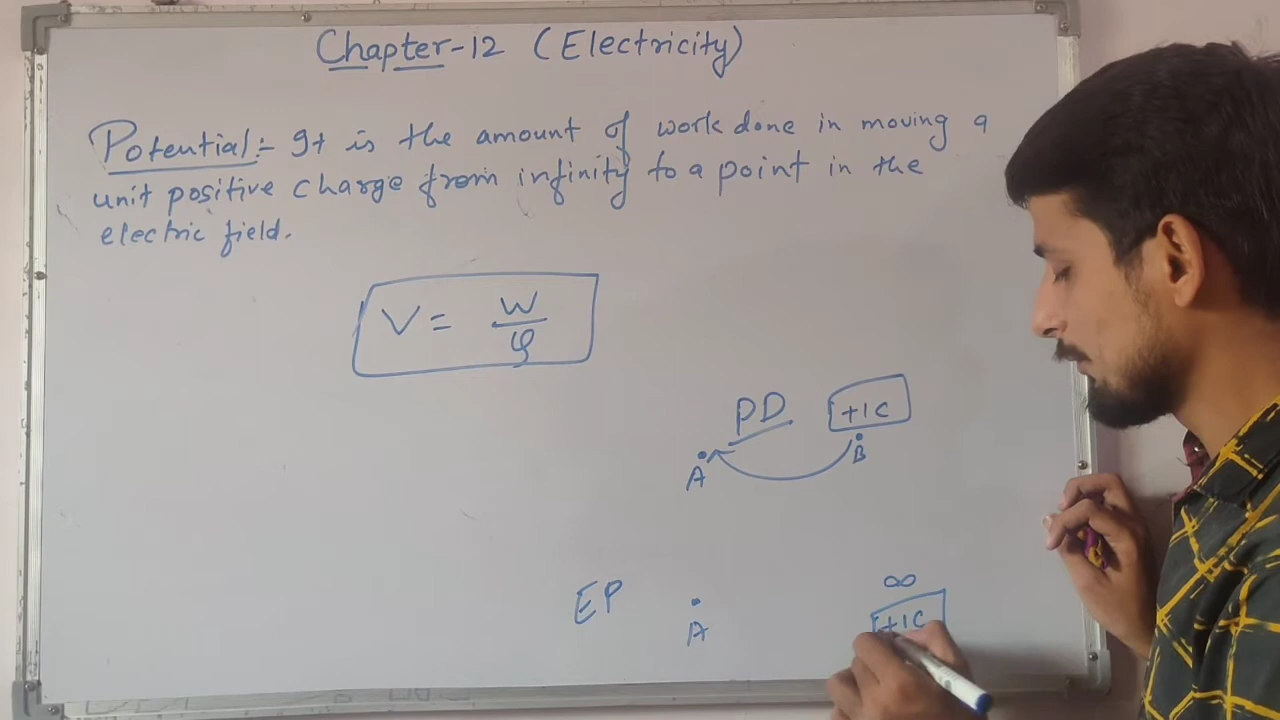 Chapter-12 (Electricity)
Potential:- It is the amount of work done in moving a
unit positive charge from infinity to a point in the
electric field.
V = W/Q
PD +1C
A B
∞
EP A +1C